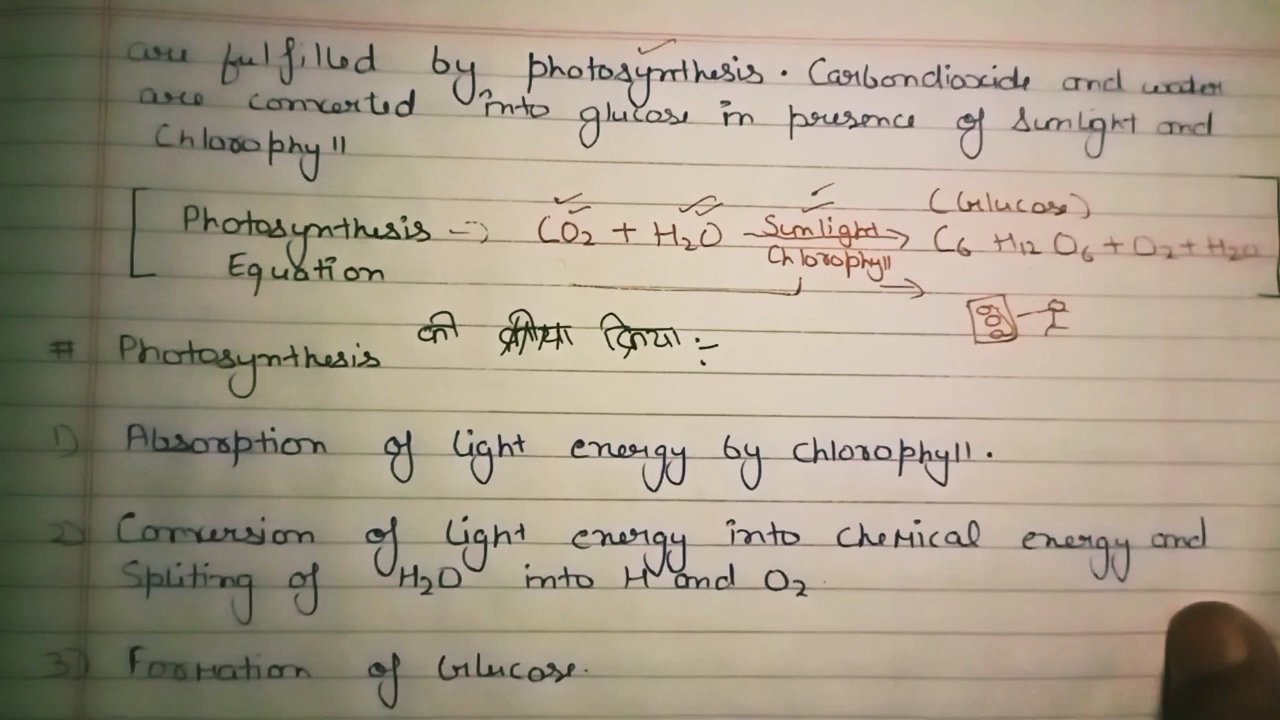 are fulfilled by photosynthesis. Carbondioxide and water
are converted into glucose in presence of Sunlight and
Chlorophyll
(Glucose)
Photosynthesis → CO2 + H2O Sunlight → C6 H12 O6 + O2 + H2O
Equation Chlorophyll
# Photosynthesis की क्रिया :-
1) Absorption of light energy by chlorophyll.
2) Conversion of light energy into chemical energy and
Spliting of H2O into H and O2
3) Formation of Glucose.